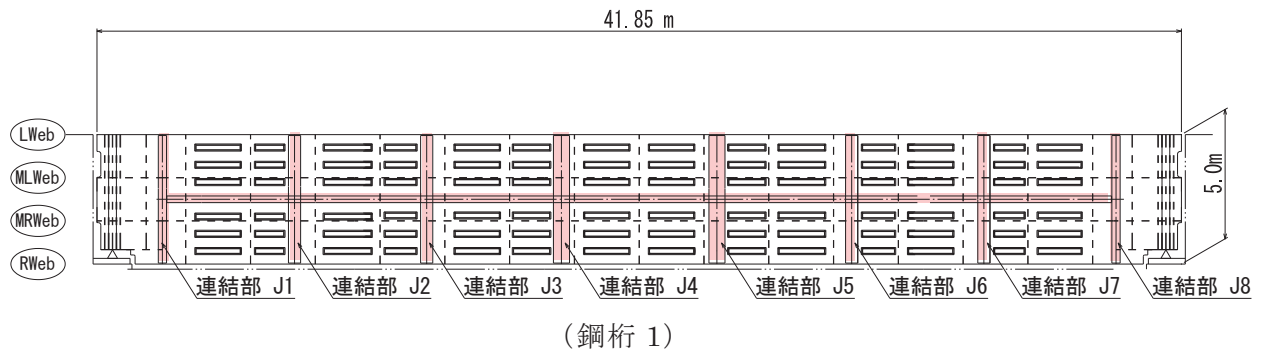 41.85 m
LWeb
MLWeb
MRWeb
RWeb
5.0m
連結部 J1
連結部 J2
連結部 J3
連結部 J4
連結部 J5
連結部 J6
連結部 J7
連結部 J8
(鋼桁 1)